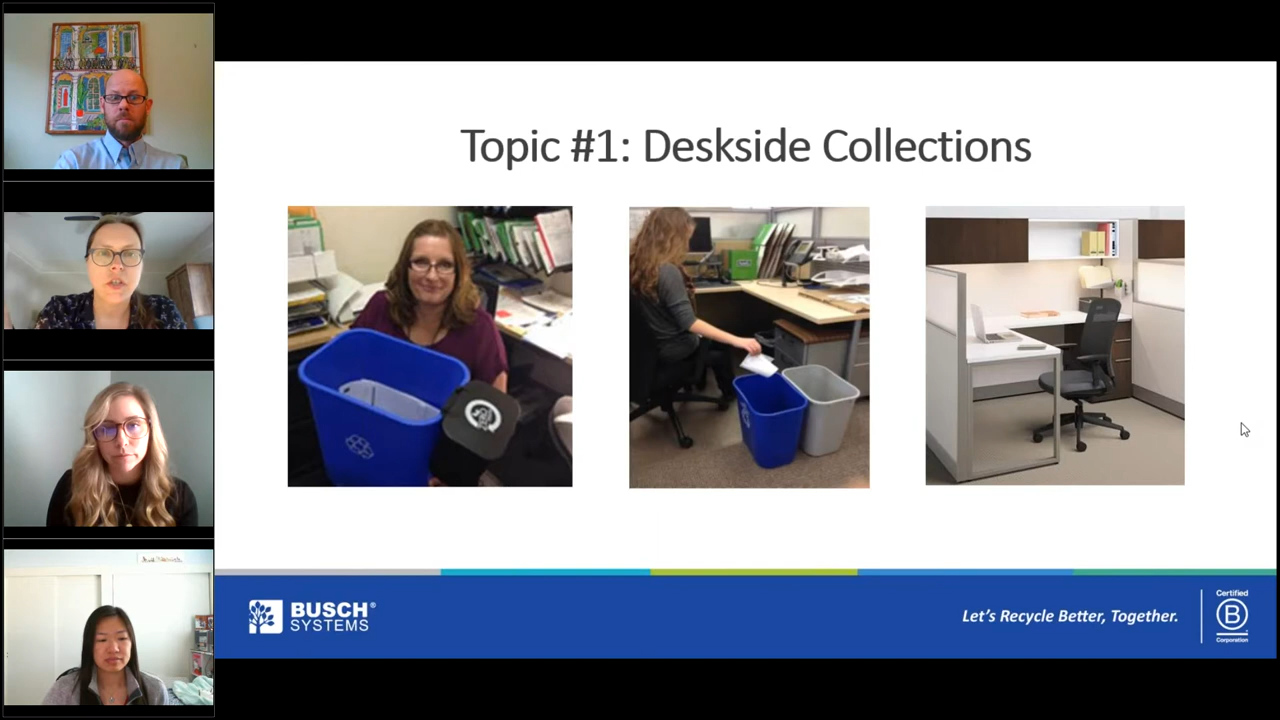 Topic #1: Deskside Collections
BUSCH®
SYSTEMS
Let's Recycle Better, Together.
Certified
B
Corporation